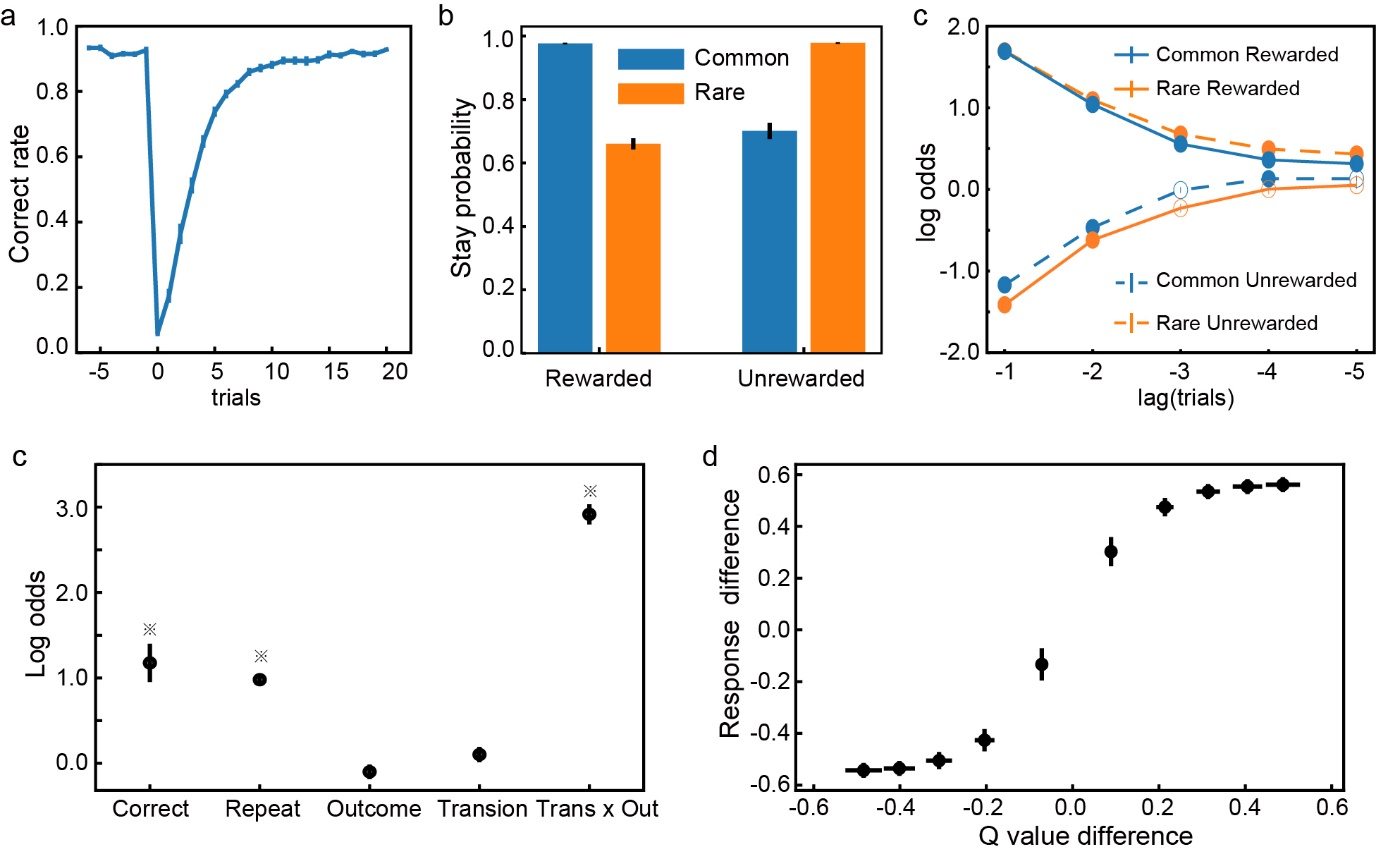 a
1.0
0.8
0.6
0.4
0.2
0.0
Correct rate
-5 0 5 10 15 20
trials
b
1.0
0.8
0.6
0.4
0.2
0.0
Stay probability
Common
Rare
Rewarded Unrewarded
c
2.0
1.0
0.0
-1.0
-2.0
log odds
Common Rewarded
Rare Rewarded
Common Unrewarded
Rare Unrewarded
-1 -2 -3 -4 -5
lag(trials)
c
3.0
2.0
1.0
0.0
Log odds
※
※
※
Correct Repeat Outcome Transion Trans x Out
d
0.6
0.4
0.2
0.0
-0.2
-0.4
-0.6
Response difference
-0.6 -0.4 -0.2 0.0 0.2 0.4 0.6
Q value difference